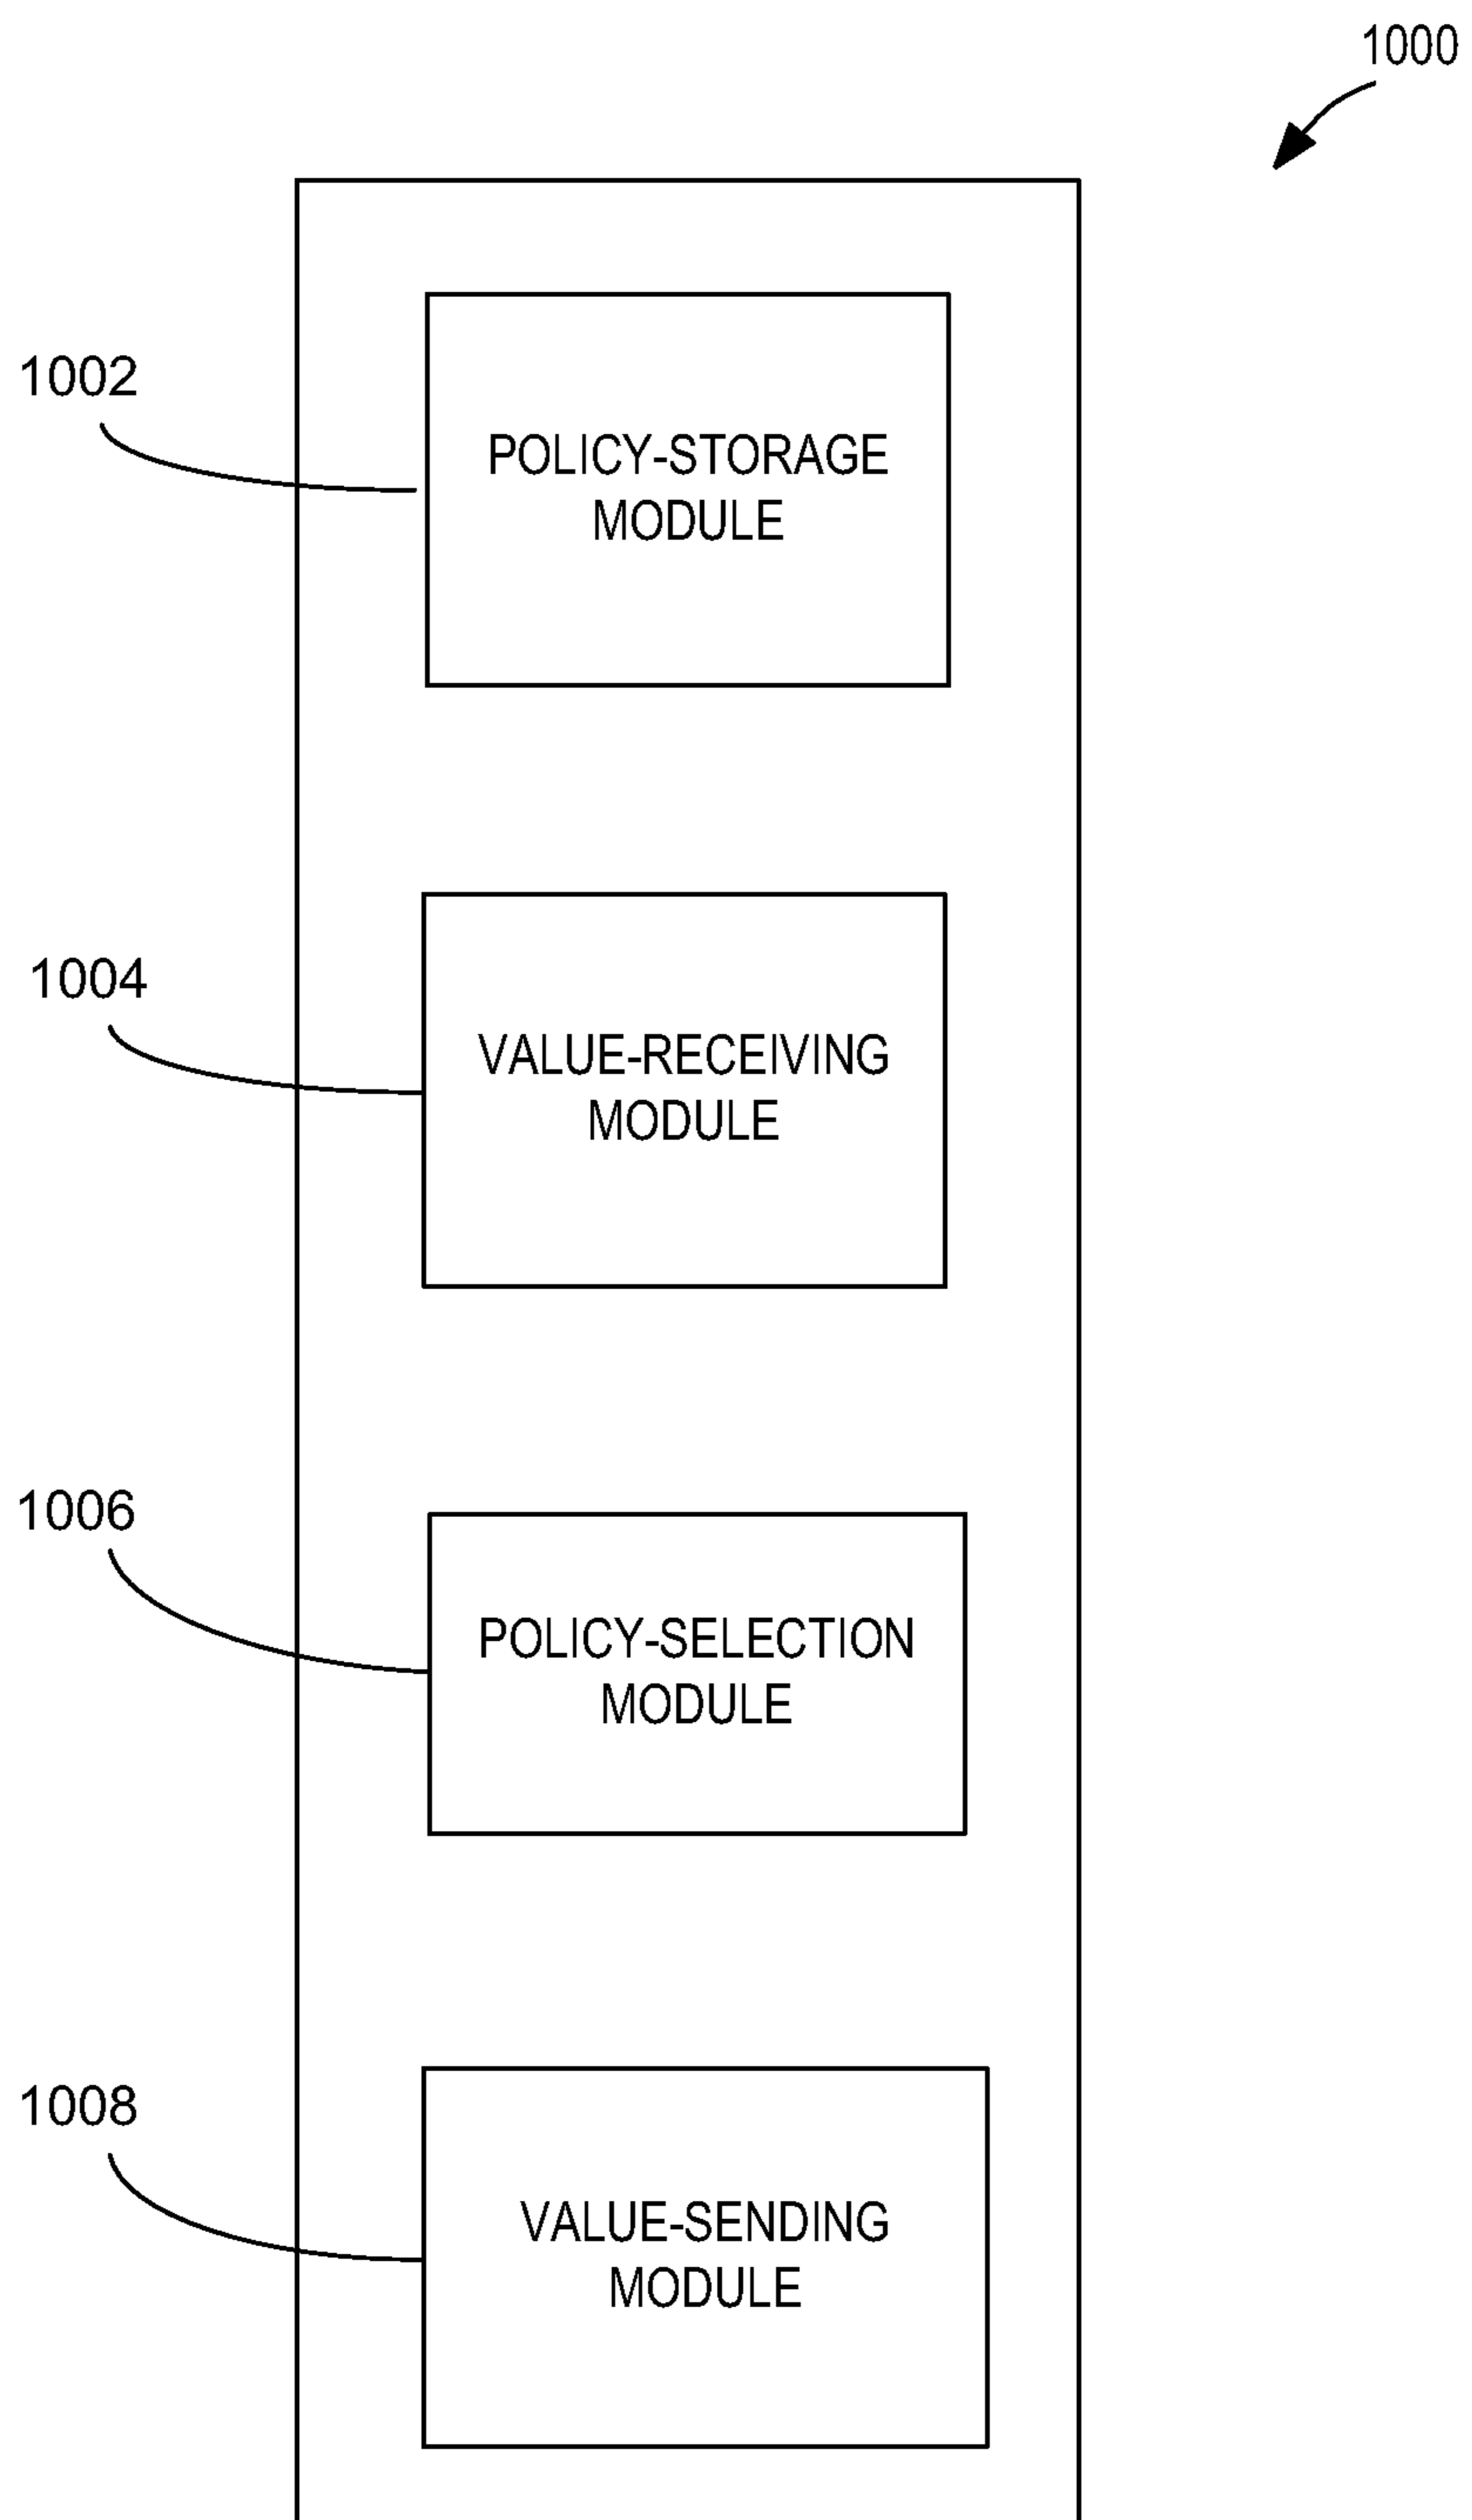 1000
1002
POLICY-STORAGE
MODULE
1004
VALUE-RECEIVING
MODULE
1006
POLICY-SELECTION
MODULE
1008
VALUE-SENDING
MODULE